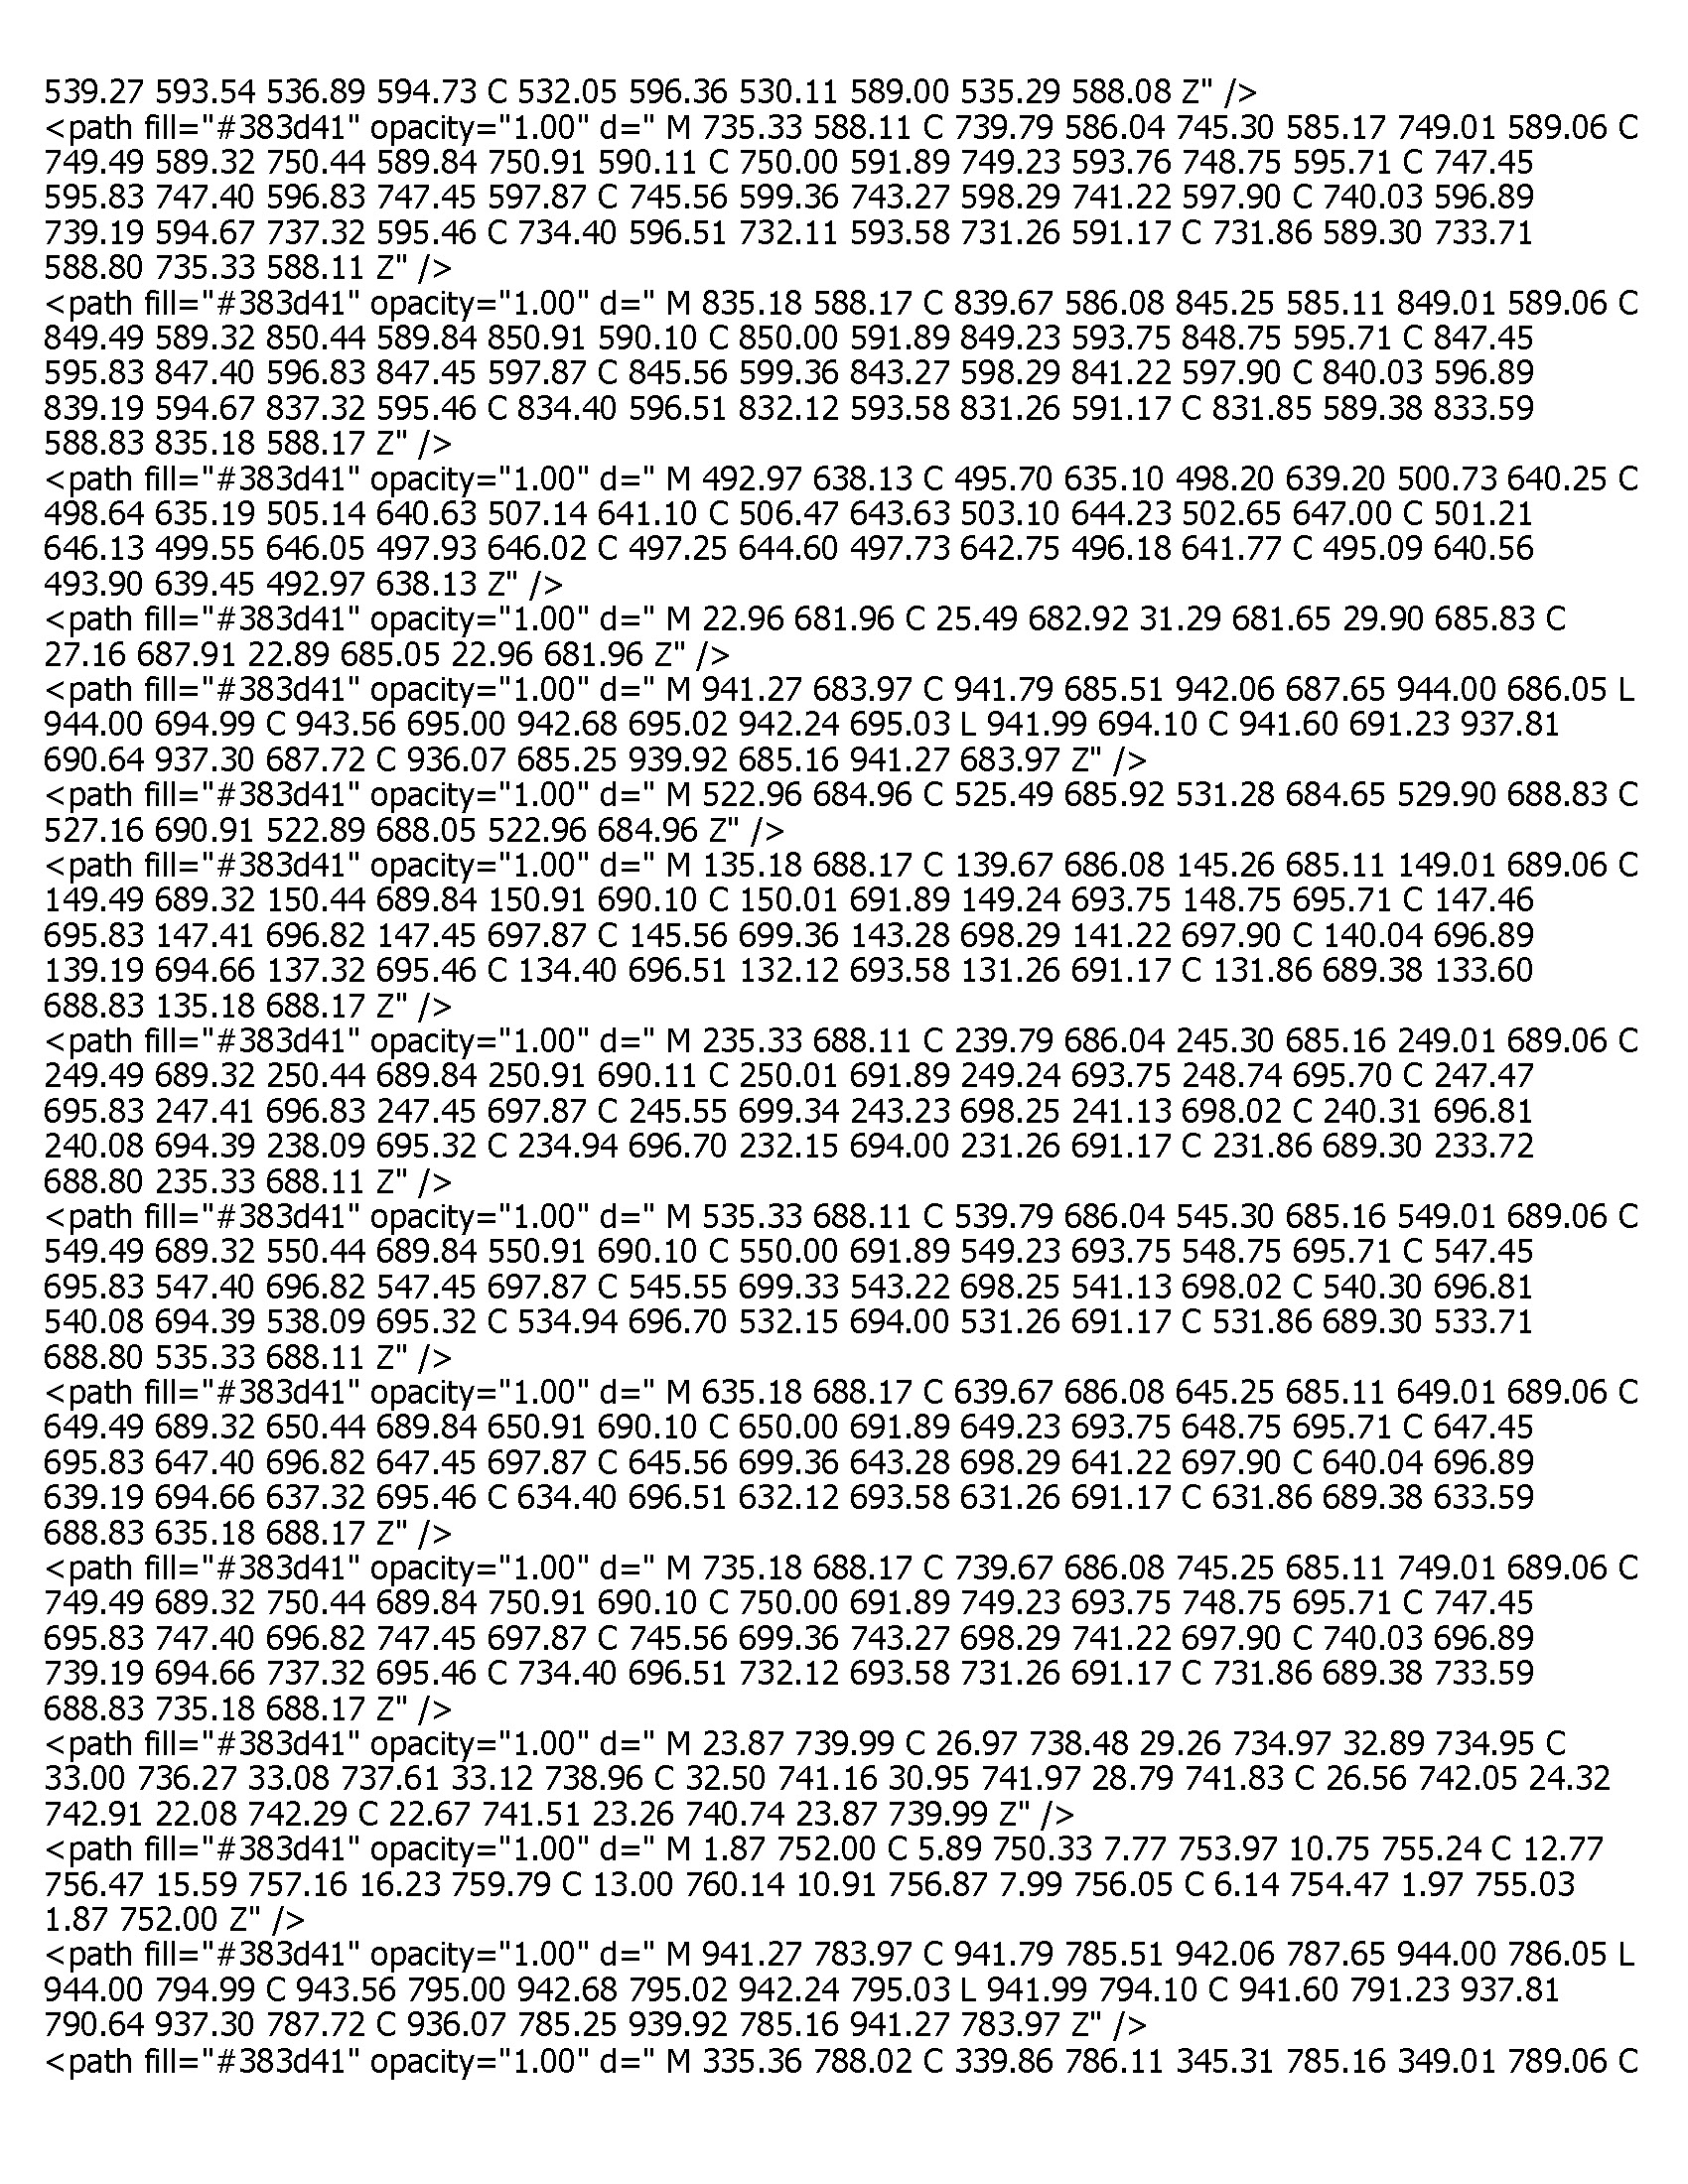 539.27 593.54 536.89 594.73 C 532.05 596.36 530.11 589.00 535.29 588.08 Z" />
<path fill="#383d41" opacity="1.00" d=" M 735.33 588.11 C 739.79 586.04 745.30 585.17 749.01 589.06 C
749.49 589.32 750.44 589.84 750.91 590.11 C 750.00 591.89 749.23 593.76 748.75 595.71 C 747.45
595.83 747.40 596.83 747.45 597.87 C 745.56 599.36 743.27 598.29 741.22 597.90 C 740.03 596.89
739.19 594.67 737.32 595.46 C 734.40 596.51 732.11 593.58 731.26 591.17 C 731.86 589.30 733.71
588.80 735.33 588.11 Z" />
<path fill="#383d41" opacity="1.00" d=" M 835.18 588.17 C 839.67 586.08 845.25 585.11 849.01 589.06 C
849.49 589.32 850.44 589.84 850.91 590.10 C 850.00 591.89 849.23 593.75 848.75 595.71 C 847.45
595.83 847.40 596.83 847.45 597.87 C 845.56 599.36 843.27 598.29 841.22 597.90 C 840.03 596.89
839.19 594.67 837.32 595.46 C 834.40 596.51 832.12 593.58 831.26 591.17 C 831.85 589.38 833.59
588.83 835.18 588.17 Z" />
<path fill="#383d41" opacity="1.00" d=" M 492.97 638.13 C 495.70 635.10 498.20 639.20 500.73 640.25 C
498.64 635.19 505.14 640.63 507.14 641.10 C 506.47 643.63 503.10 644.23 502.65 647.00 C 501.21
646.13 499.55 646.05 497.93 646.02 C 497.25 644.60 497.73 642.75 496.18 641.77 C 495.09 640.56
493.90 639.45 492.97 638.13 Z" />
<path fill="#383d41" opacity="1.00" d=" M 22.96 681.96 C 25.49 682.92 31.29 681.65 29.90 685.83 C
27.16 687.91 22.89 685.05 22.96 681.96 Z" />
<path fill="#383d41" opacity="1.00" d=" M 941.27 683.97 C 941.79 685.51 942.06 687.65 944.00 686.05 L
944.00 694.99 C 943.56 695.00 942.68 695.02 942.24 695.03 L 941.99 694.10 C 941.60 691.23 937.81
690.64 937.30 687.72 C 936.07 685.25 939.92 685.16 941.27 683.97 Z" />
<path fill="#383d41" opacity="1.00" d=" M 522.96 684.96 C 525.49 685.92 531.28 684.65 529.90 688.83 C
527.16 690.91 522.89 688.05 522.96 684.96 Z" />
<path fill="#383d41" opacity="1.00" d=" M 135.18 688.17 C 139.67 686.08 145.26 685.11 149.01 689.06 C
149.49 689.32 150.44 689.84 150.91 690.10 C 150.01 691.89 149.24 693.75 148.75 695.71 C 147.46
695.83 147.41 696.82 147.45 697.87 C 145.56 699.36 143.28 698.29 141.22 697.90 C 140.04 696.89
139.19 694.66 137.32 695.46 C 134.40 696.51 132.12 693.58 131.26 691.17 C 131.86 689.38 133.60
688.83 135.18 688.17 Z" />
<path fill="#383d41" opacity="1.00" d=" M 235.33 688.11 C 239.79 686.04 245.30 685.16 249.01 689.06 C
249.49 689.32 250.44 689.84 250.91 690.11 C 250.01 691.89 249.24 693.75 248.74 695.70 C 247.47
695.83 247.41 696.83 247.45 697.87 C 245.55 699.34 243.23 698.25 241.13 698.02 C 240.31 696.81
240.08 694.39 238.09 695.32 C 234.94 696.70 232.15 694.00 231.26 691.17 C 231.86 689.30 233.72
688.80 235.33 688.11 Z" />
<path fill="#383d41" opacity="1.00" d=" M 535.33 688.11 C 539.79 686.04 545.30 685.16 549.01 689.06 C
549.49 689.32 550.44 689.84 550.91 690.10 C 550.00 691.89 549.23 693.75 548.75 695.71 C 547.45
695.83 547.40 696.82 547.45 697.87 C 545.55 699.33 543.22 698.25 541.13 698.02 C 540.30 696.81
540.08 694.39 538.09 695.32 C 534.94 696.70 532.15 694.00 531.26 691.17 C 531.86 689.30 533.71
688.80 535.33 688.11 Z" />
<path fill="#383d41" opacity="1.00" d=" M 635.18 688.17 C 639.67 686.08 645.25 685.11 649.01 689.06 C
649.49 689.32 650.44 689.84 650.91 690.10 C 650.00 691.89 649.23 693.75 648.75 695.71 C 647.45
695.83 647.40 696.82 647.45 697.87 C 645.56 699.36 643.28 698.29 641.22 697.90 C 640.04 696.89
639.19 694.66 637.32 695.46 C 634.40 696.51 632.12 693.58 631.26 691.17 C 631.86 689.38 633.59
688.83 635.18 688.17 Z" />
<path fill="#383d41" opacity="1.00" d=" M 735.18 688.17 C 739.67 686.08 745.25 685.11 749.01 689.06 C
749.49 689.32 750.44 689.84 750.91 690.10 C 750.00 691.89 749.23 693.75 748.75 695.71 C 747.45
695.83 747.40 696.82 747.45 697.87 C 745.56 699.36 743.27 698.29 741.22 697.90 C 740.03 696.89
739.19 694.66 737.32 695.46 C 734.40 696.51 732.12 693.58 731.26 691.17 C 731.86 689.38 733.59
688.83 735.18 688.17 Z" />
<path fill="#383d41" opacity="1.00" d=" M 23.87 739.99 C 26.97 738.48 29.26 734.97 32.89 734.95 C
33.00 736.27 33.08 737.61 33.12 738.96 C 32.50 741.16 30.95 741.97 28.79 741.83 C 26.56 742.05 24.32
742.91 22.08 742.29 C 22.67 741.51 23.26 740.74 23.87 739.99 Z" />
<path fill="#383d41" opacity="1.00" d=" M 1.87 752.00 C 5.89 750.33 7.77 753.97 10.75 755.24 C 12.77
756.47 15.59 757.16 16.23 759.79 C 13.00 760.14 10.91 756.87 7.99 756.05 C 6.14 754.47 1.97 755.03
1.87 752.00 Z" />
<path fill="#383d41" opacity="1.00" d=" M 941.27 783.97 C 941.79 785.51 942.06 787.65 944.00 786.05 L
944.00 794.99 C 943.56 795.00 942.68 795.02 942.24 795.03 L 941.99 794.10 C 941.60 791.23 937.81
790.64 937.30 787.72 C 936.07 785.25 939.92 785.16 941.27 783.97 Z" />
<path fill="#383d41" opacity="1.00" d=" M 335.36 788.02 C 339.86 786.11 345.31 785.16 349.01 789.06 C